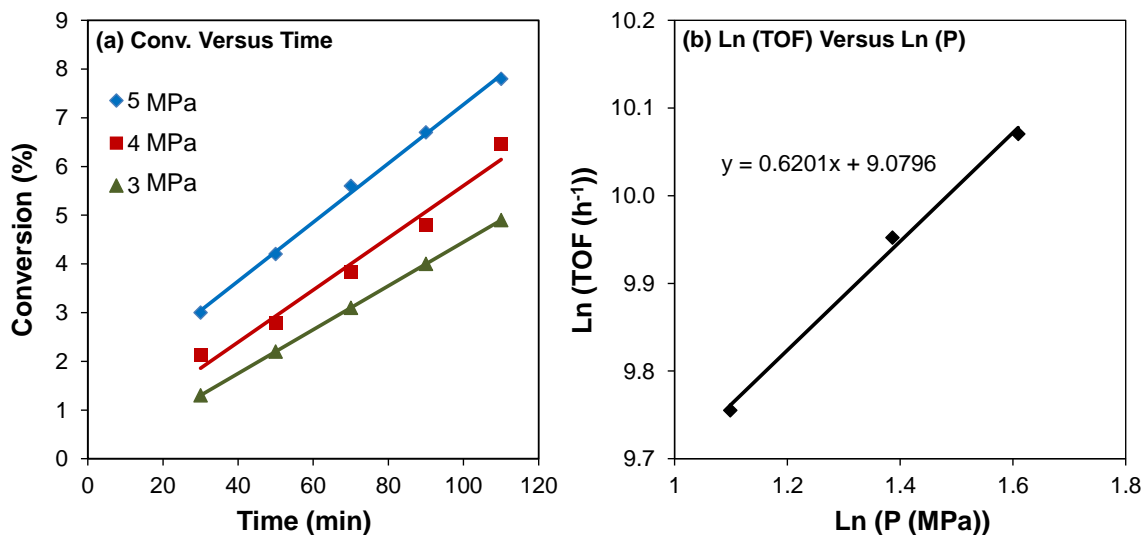 (a) Conv. Versus Time
5 MPa
4 MPa
3 MPa
9
8
7
6
5
4
3
2
1
0
0 20 40 60 80 100 120
Conversion (%)
Time (min)
(b) Ln (TOF) Versus Ln (P)
y = 0.6201x + 9.0796
10.2
10.1
10.0
9.9
9.8
9.7
1 1.2 1.4 1.6 1.8
Ln (TOF (h⁻¹))
Ln (P (MPa))